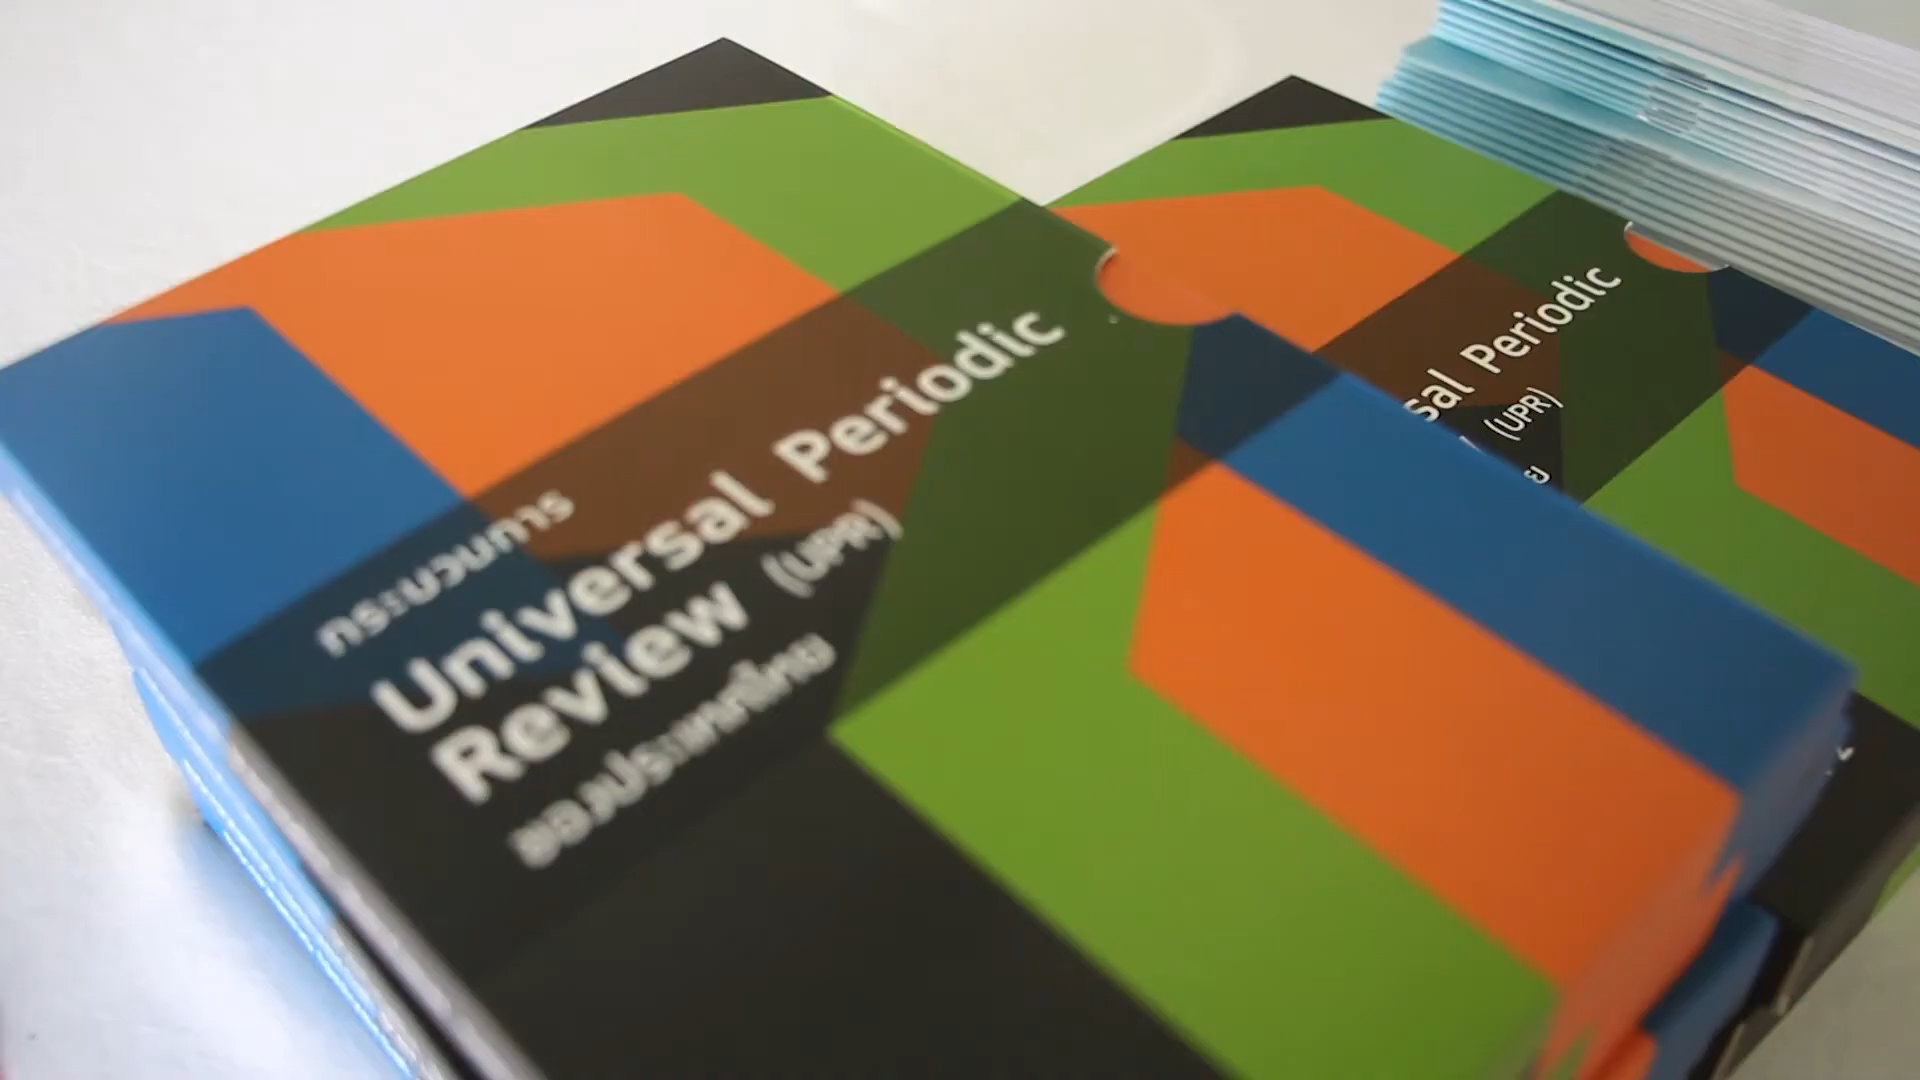 กระบวนการ
Universal Periodic
Review (UPR)
ของประเทศไทย
sal Periodic
(UPR)
ย